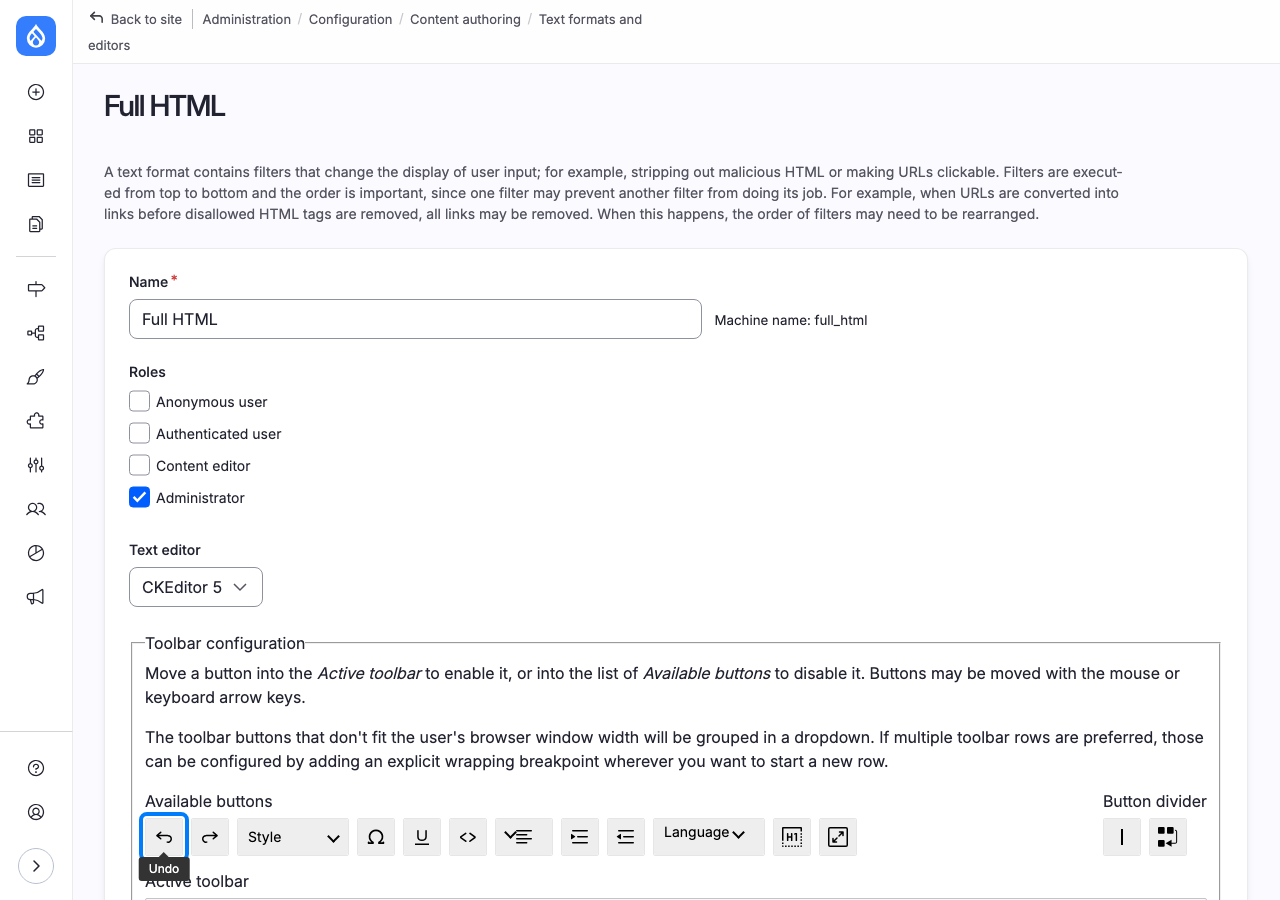 Back to site Administration / Configuration / Content authoring / Text formats and
editors
Full HTML
A text format contains filters that change the display of user input; for example, stripping out malicious HTML or making URLs clickable. Filters are execut-
ed from top to bottom and the order is important, since one filter may prevent another filter from doing its job. For example, when URLs are converted into
links before disallowed HTML tags are removed, all links may be removed. When this happens, the order of filters may need to be rearranged.
Name*
Full HTML
Machine name: full_html
Roles
Anonymous user
Authenticated user
Content editor
Administrator
Text editor
CKEditor 5
Toolbar configuration
Move a button into the Active toolbar to enable it, or into the list of Available buttons to disable it. Buttons may be moved with the mouse or
keyboard arrow keys.
The toolbar buttons that don't fit the user's browser window width will be grouped in a dropdown. If multiple toolbar rows are preferred, those
can be configured by adding an explicit wrapping breakpoint wherever you want to start a new row.
Available buttons Button divider
Style Ω U <> Language H1 |
Undo
Active toolbar